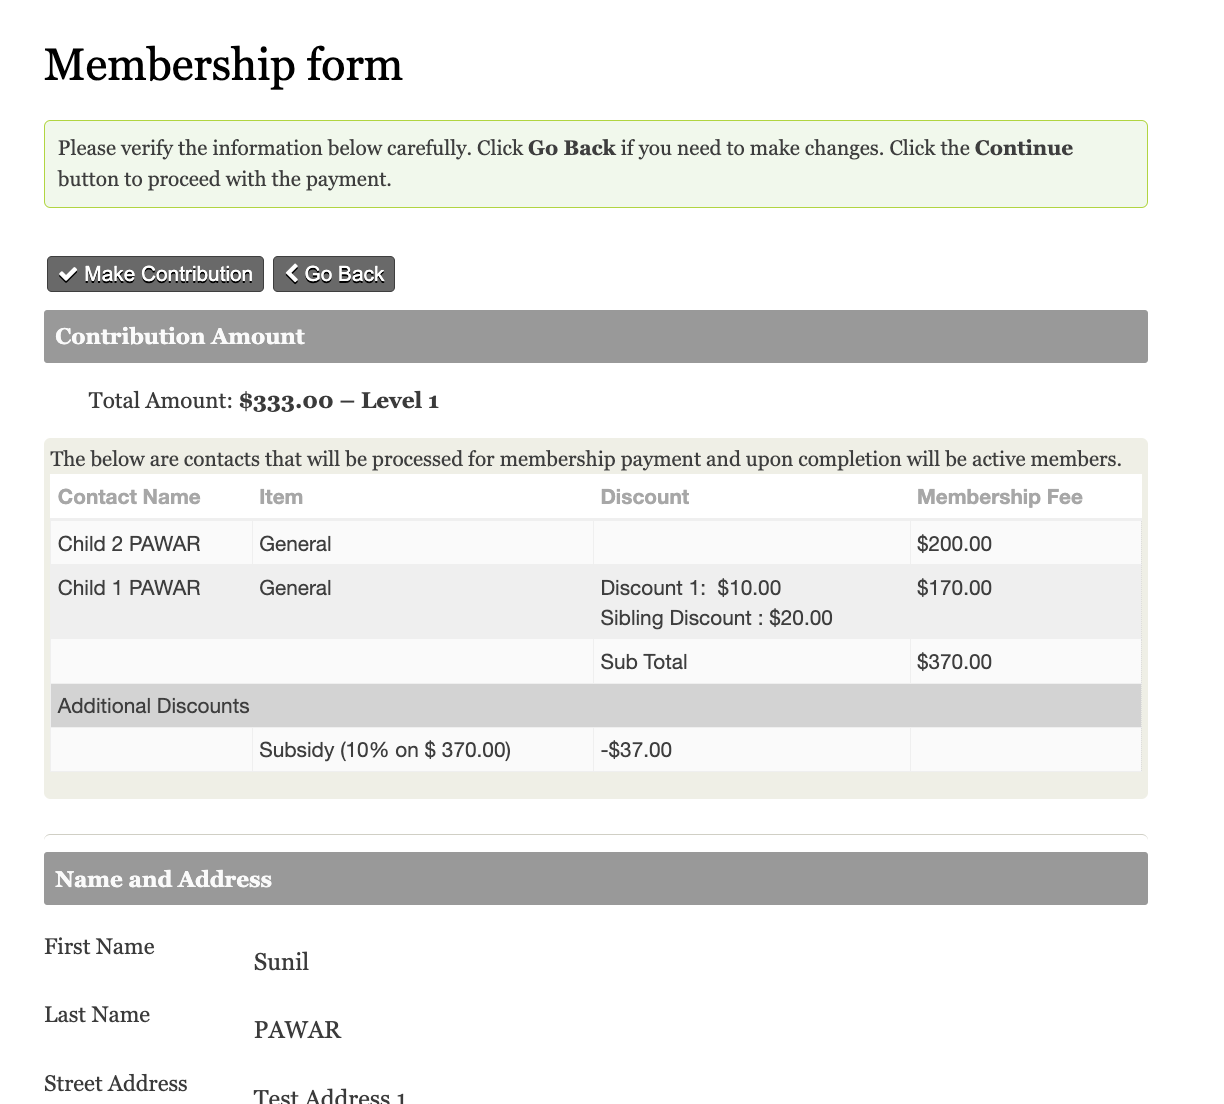 Membership form
Please verify the information below carefully. Click Go Back if you need to make changes. Click the Continue
button to proceed with the payment.
Make Contribution Go Back
Contribution Amount
Total Amount: $333.00 – Level 1
The below are contacts that will be processed for membership payment and upon completion will be active members.
Contact Name Item Discount Membership Fee
Child 2 PAWAR General $200.00
Child 1 PAWAR General Discount 1: $10.00 $170.00
Sibling Discount : $20.00
Sub Total $370.00
Additional Discounts
Subsidy (10% on $ 370.00) -$37.00
Name and Address
First Name
Sunil
Last Name
PAWAR
Street Address
Test Address 1